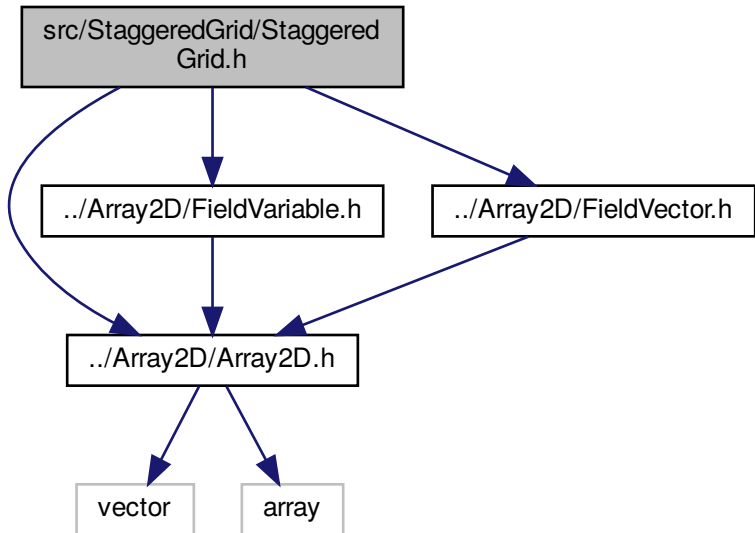 src/StaggeredGrid/Staggered
Grid.h
../Array2D/FieldVariable.h
../Array2D/FieldVector.h
../Array2D/Array2D.h
vector
array